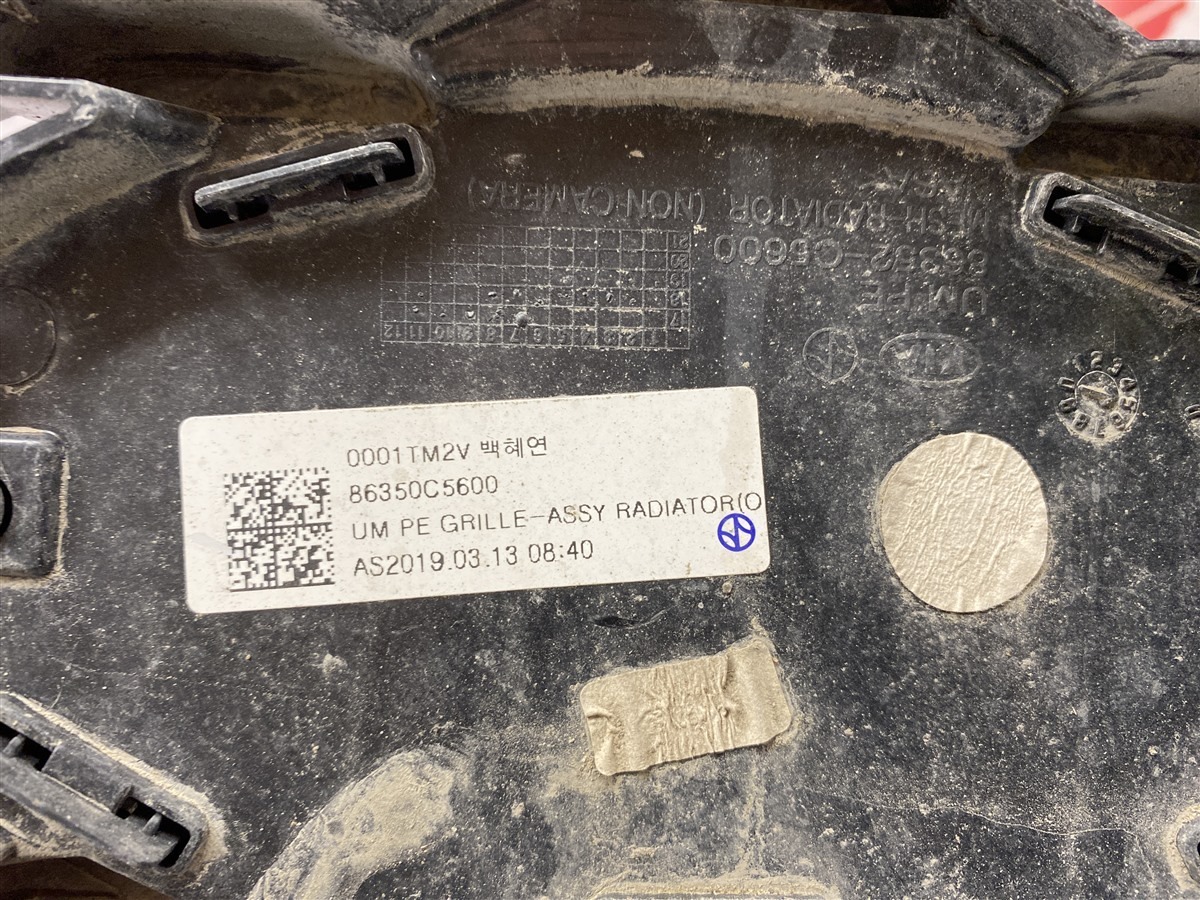 0001TM2V 백혜연
86350C5600
UM PE GRILLE-ASSY RADIATOR(O
AS2019.03.13 08:40
UM PE
86352-C5600
MESH-RADIATOR (NON-CAMERA)
KIA